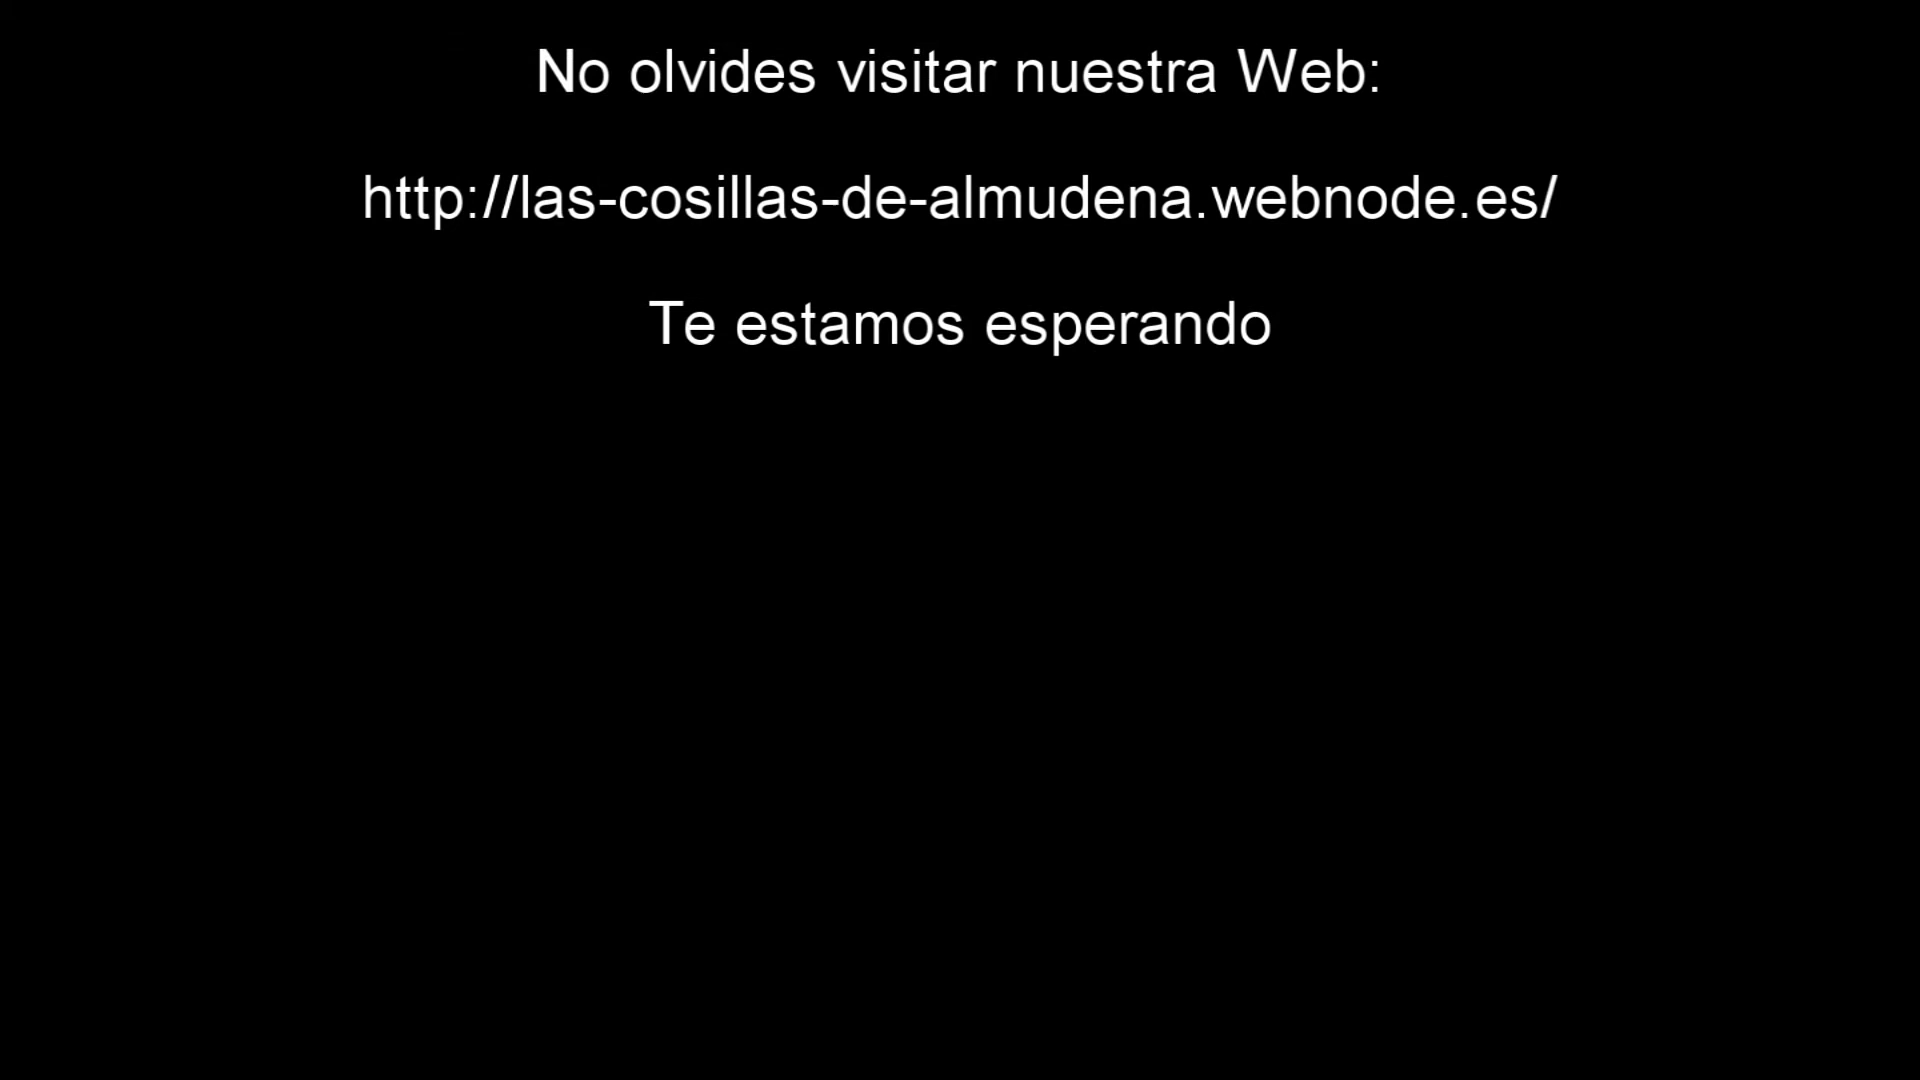 No olvides visitar nuestra Web:
http://las-cosillas-de-almudena.webnode.es/
Te estamos esperando